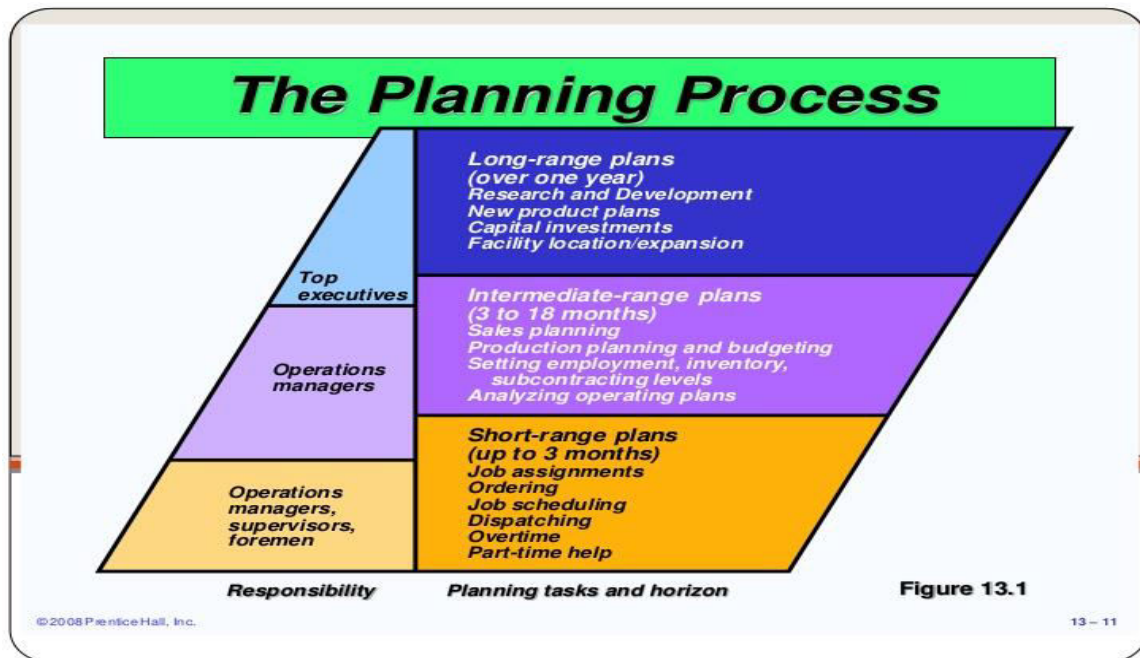 The Planning Process
Top
executives
Long-range plans
(over one year)
Research and Development
New product plans
Capital investments
Facility location/expansion
Operations
managers
Intermediate-range plans
(3 to 18 months)
Sales planning
Production planning and budgeting
Setting employment, inventory,
subcontracting levels
Analyzing operating plans
Operations
managers,
supervisors,
foremen
Short-range plans
(up to 3 months)
Job assignments
Ordering
Job scheduling
Dispatching
Overtime
Part-time help
Responsibility
Planning tasks and horizon
Figure 13.1
© 2008 Prentice Hall, Inc.
13 – 11